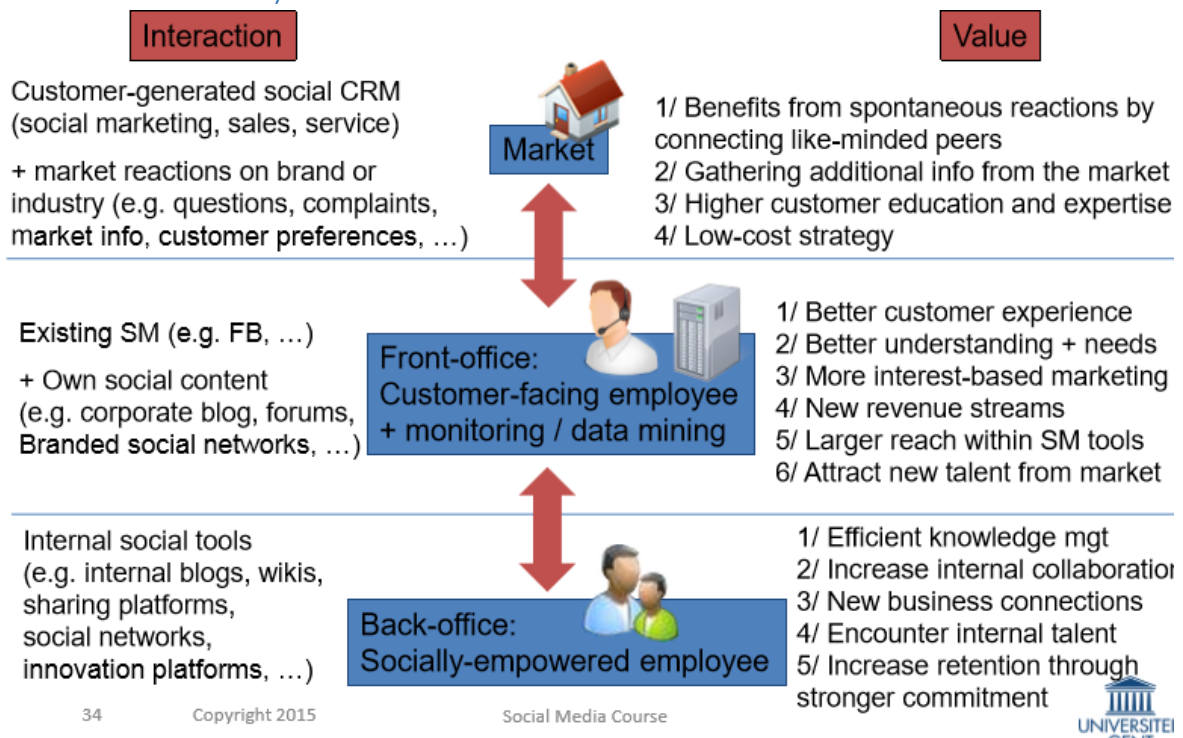 Interaction
Value
Customer-generated social CRM
(social marketing, sales, service)
+ market reactions on brand or
industry (e.g. questions, complaints,
market info, customer preferences, …)
Market
1/ Benefits from spontaneous reactions by
connecting like-minded peers
2/ Gathering additional info from the market
3/ Higher customer education and expertise
4/ Low-cost strategy
Existing SM (e.g. FB, …)
+ Own social content
(e.g. corporate blog, forums,
Branded social networks, …)
Front-office:
Customer-facing employee
+ monitoring / data mining
1/ Better customer experience
2/ Better understanding + needs
3/ More interest-based marketing
4/ New revenue streams
5/ Larger reach within SM tools
6/ Attract new talent from market
Internal social tools
(e.g. internal blogs, wikis,
sharing platforms,
social networks,
innovation platforms, …)
Back-office:
Socially-empowered employee
1/ Efficient knowledge mgt
2/ Increase internal collaboration
3/ New business connections
4/ Encounter internal talent
5/ Increase retention through
stronger commitment
34
Copyright 2015
Social Media Course
UNIVERSITEI